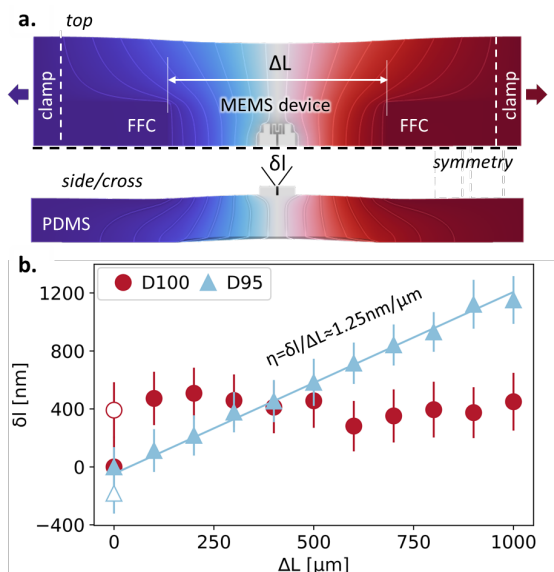 a.
top
clamp
ΔL
clamp
MEMS device
FFC
FFC
δl
symmetry
side/cross
PDMS
b.
D100
D95
η=δl/ΔL≈1.25nm/μm
δl [nm]
1200
800
400
0
−400
0
250
500
750
1000
ΔL [μm]